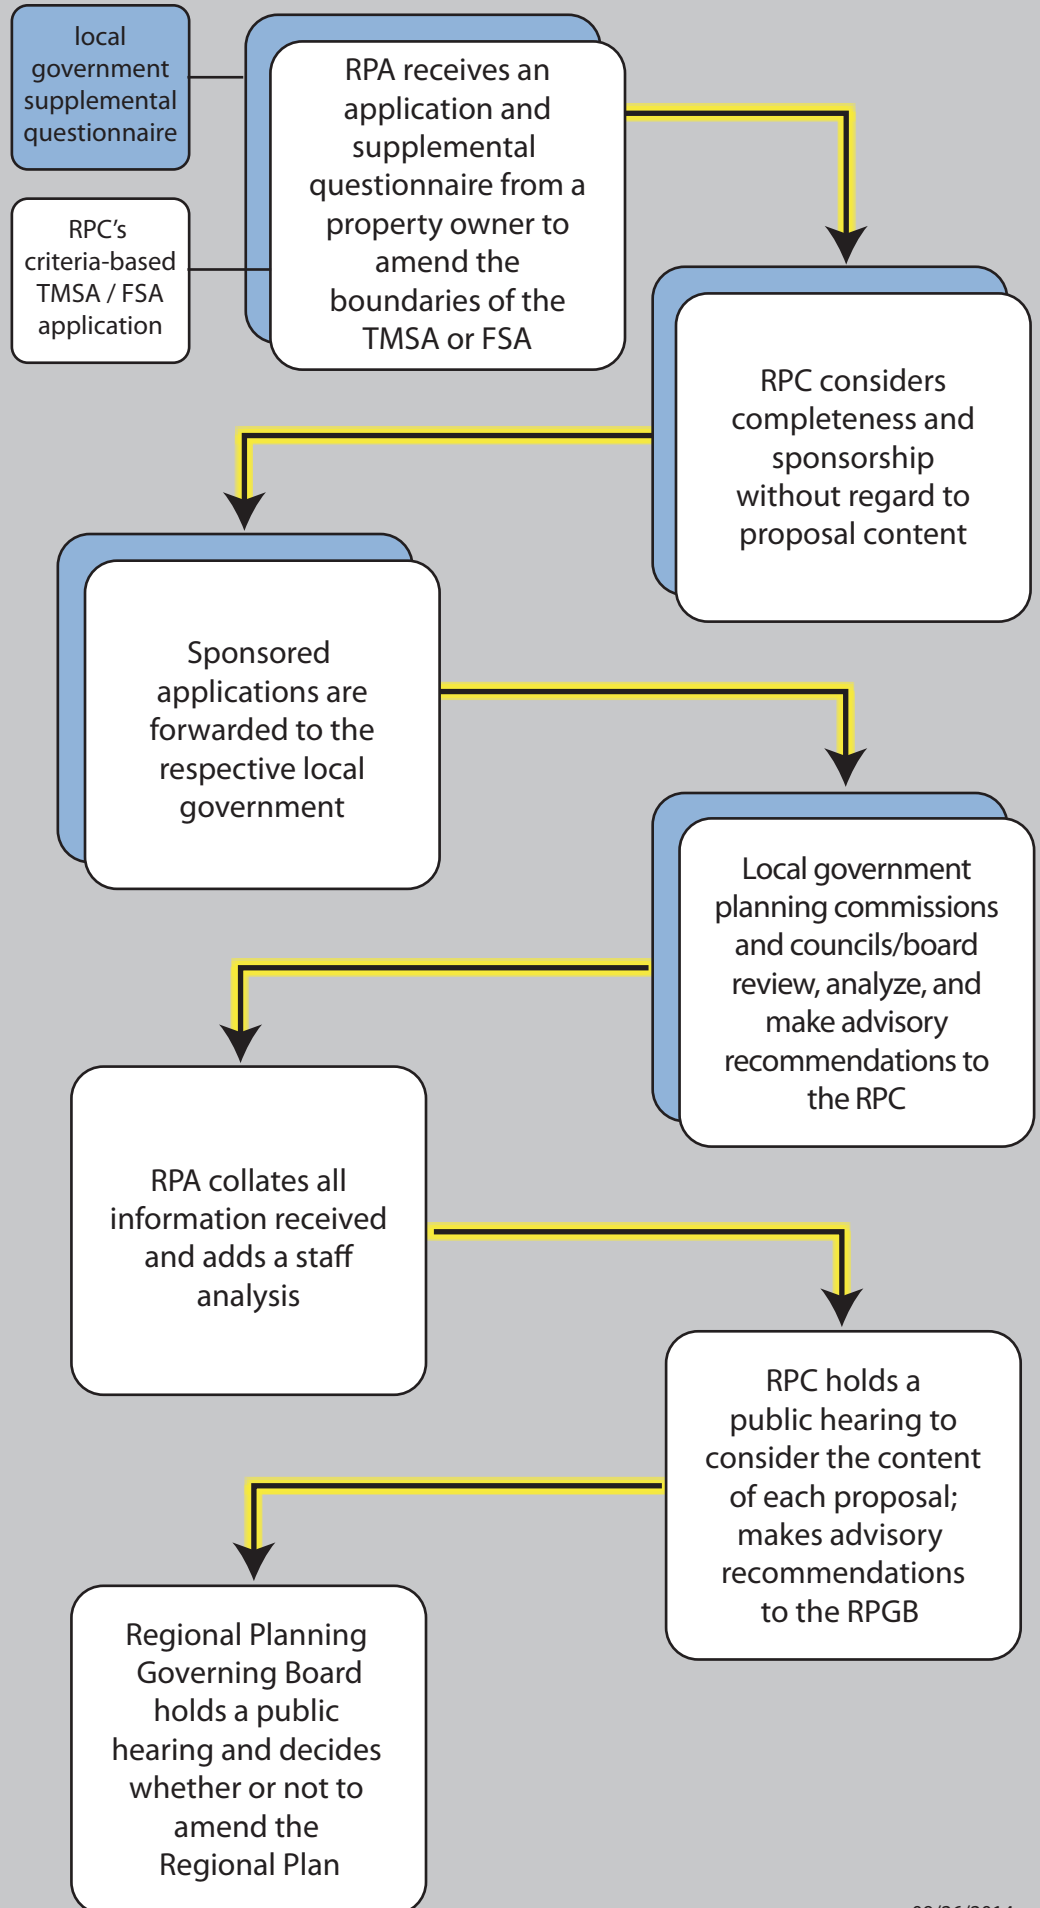 local
government
supplemental
questionnaire
RPC's
criteria-based
TMSA / FSA
application
RPA receives an
application and
supplemental
questionnaire from a
property owner to
amend the
boundaries of the
TMSA or FSA
RPC considers
completeness and
sponsorship
without regard to
proposal content
Sponsored
applications are
forwarded to the
respective local
government
Local government
planning commissions
and councils/board
review, analyze, and
make advisory
recommendations to
the RPC
RPA collates all
information received
and adds a staff
analysis
RPC holds a
public hearing to
consider the content
of each proposal;
makes advisory
recommendations
to the RPGB
Regional Planning
Governing Board
holds a public
hearing and decides
whether or not to
amend the
Regional Plan